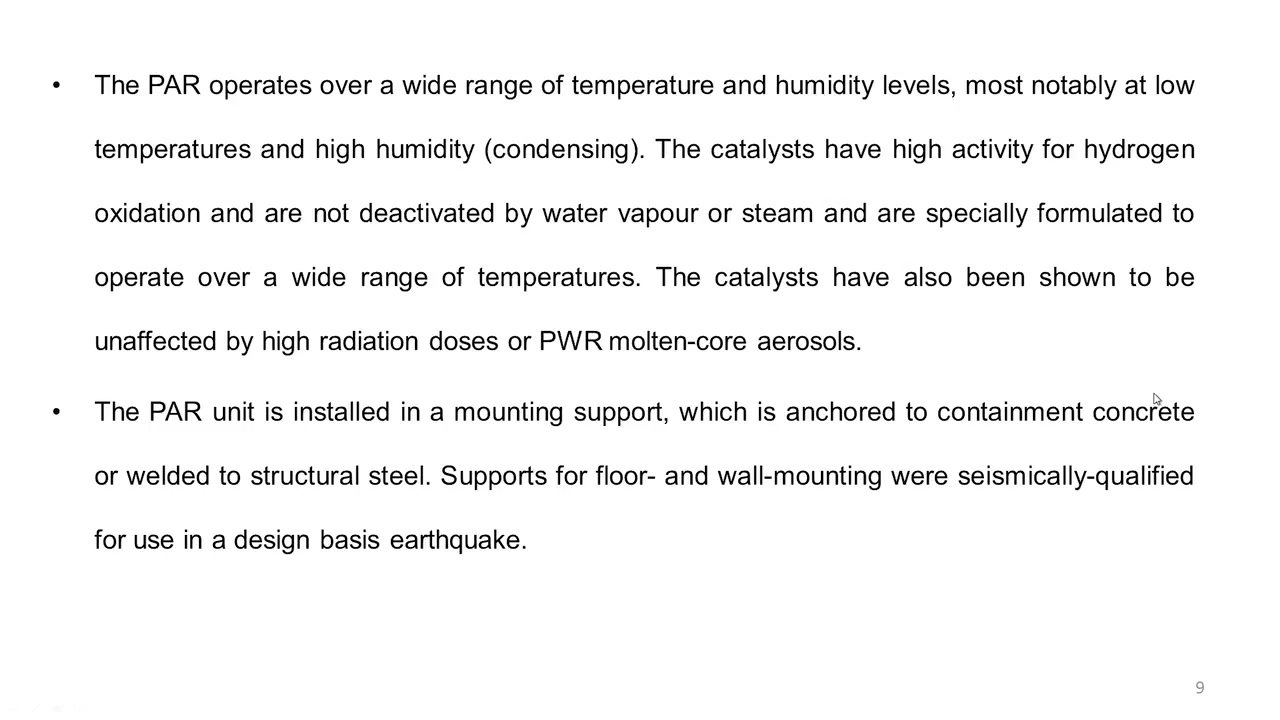 • The PAR operates over a wide range of temperature and humidity levels, most notably at low
temperatures and high humidity (condensing). The catalysts have high activity for hydrogen
oxidation and are not deactivated by water vapour or steam and are specially formulated to
operate over a wide range of temperatures. The catalysts have also been shown to be
unaffected by high radiation doses or PWR molten-core aerosols.
• The PAR unit is installed in a mounting support, which is anchored to containment concrete
or welded to structural steel. Supports for floor- and wall-mounting were seismically-qualified
for use in a design basis earthquake.
9